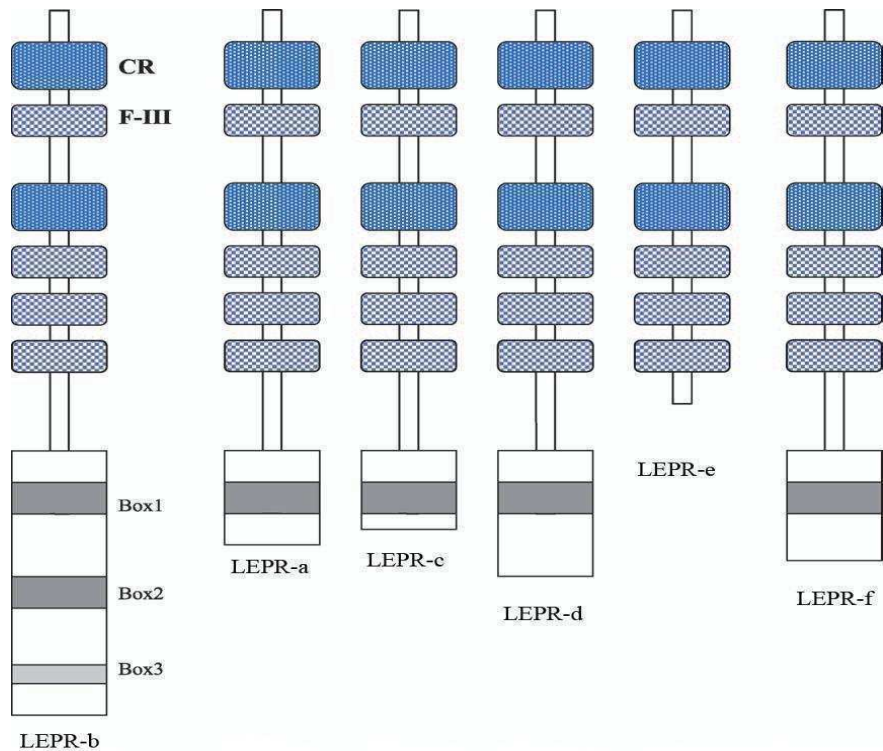 CR
F-III
Box1
Box2
Box3
LEPR-b
LEPR-a
LEPR-c
LEPR-d
LEPR-e
LEPR-f